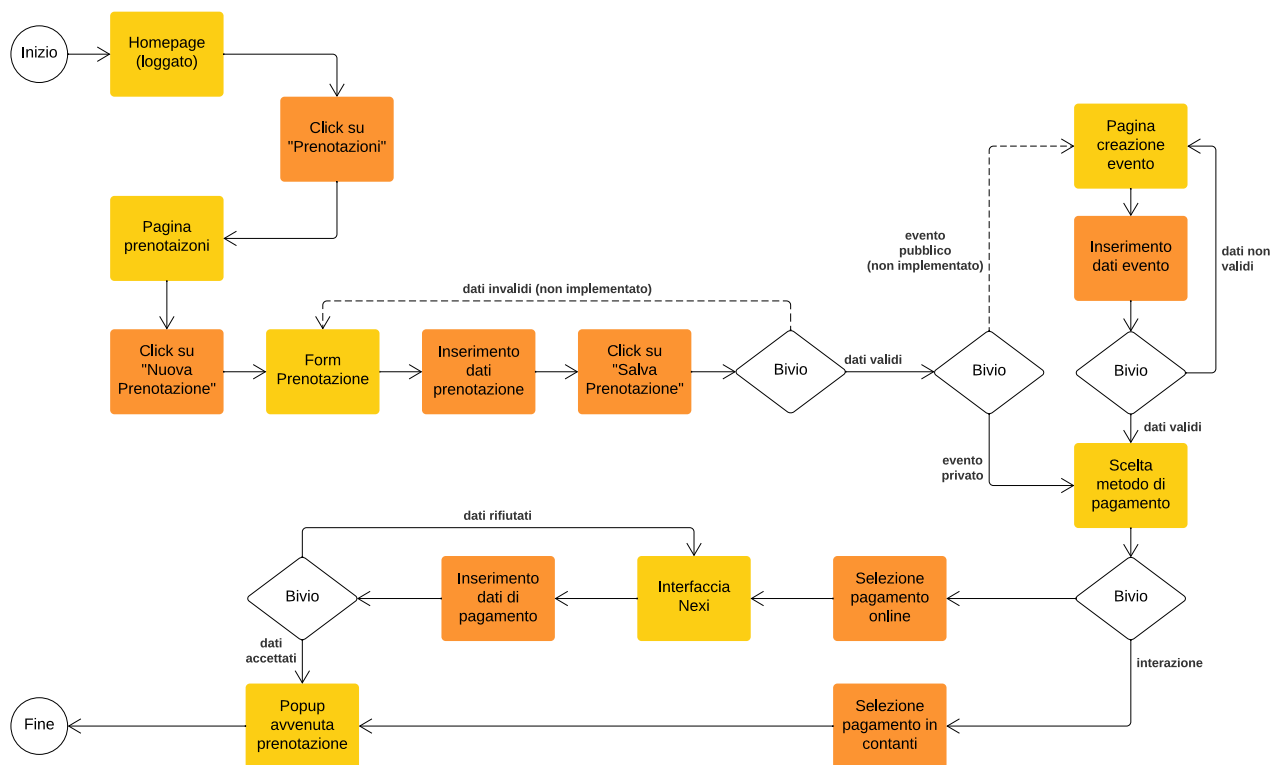 Inizio
Homepage
(loggato)
Click su
"Prenotazioni"
Pagina
prenotaizoni
Click su
"Nuova
Prenotazione"
Form
Prenotazione
Inserimento
dati
prenotazione
Click su
"Salva
Prenotazione"
dati invalidi (non implementato)
Bivio
dati validi
Bivio
evento
pubblico
(non implementato)
evento
privato
Pagina
creazione
evento
Inserimento
dati evento
dati non
validi
Bivio
dati validi
Scelta
metodo di
pagamento
Bivio
interazione
Selezione
pagamento
online
Interfaccia
Nexi
Inserimento
dati di
pagamento
dati rifiutati
Bivio
dati
accettati
Selezione
pagamento in
contanti
Popup
avvenuta
prenotazione
Fine